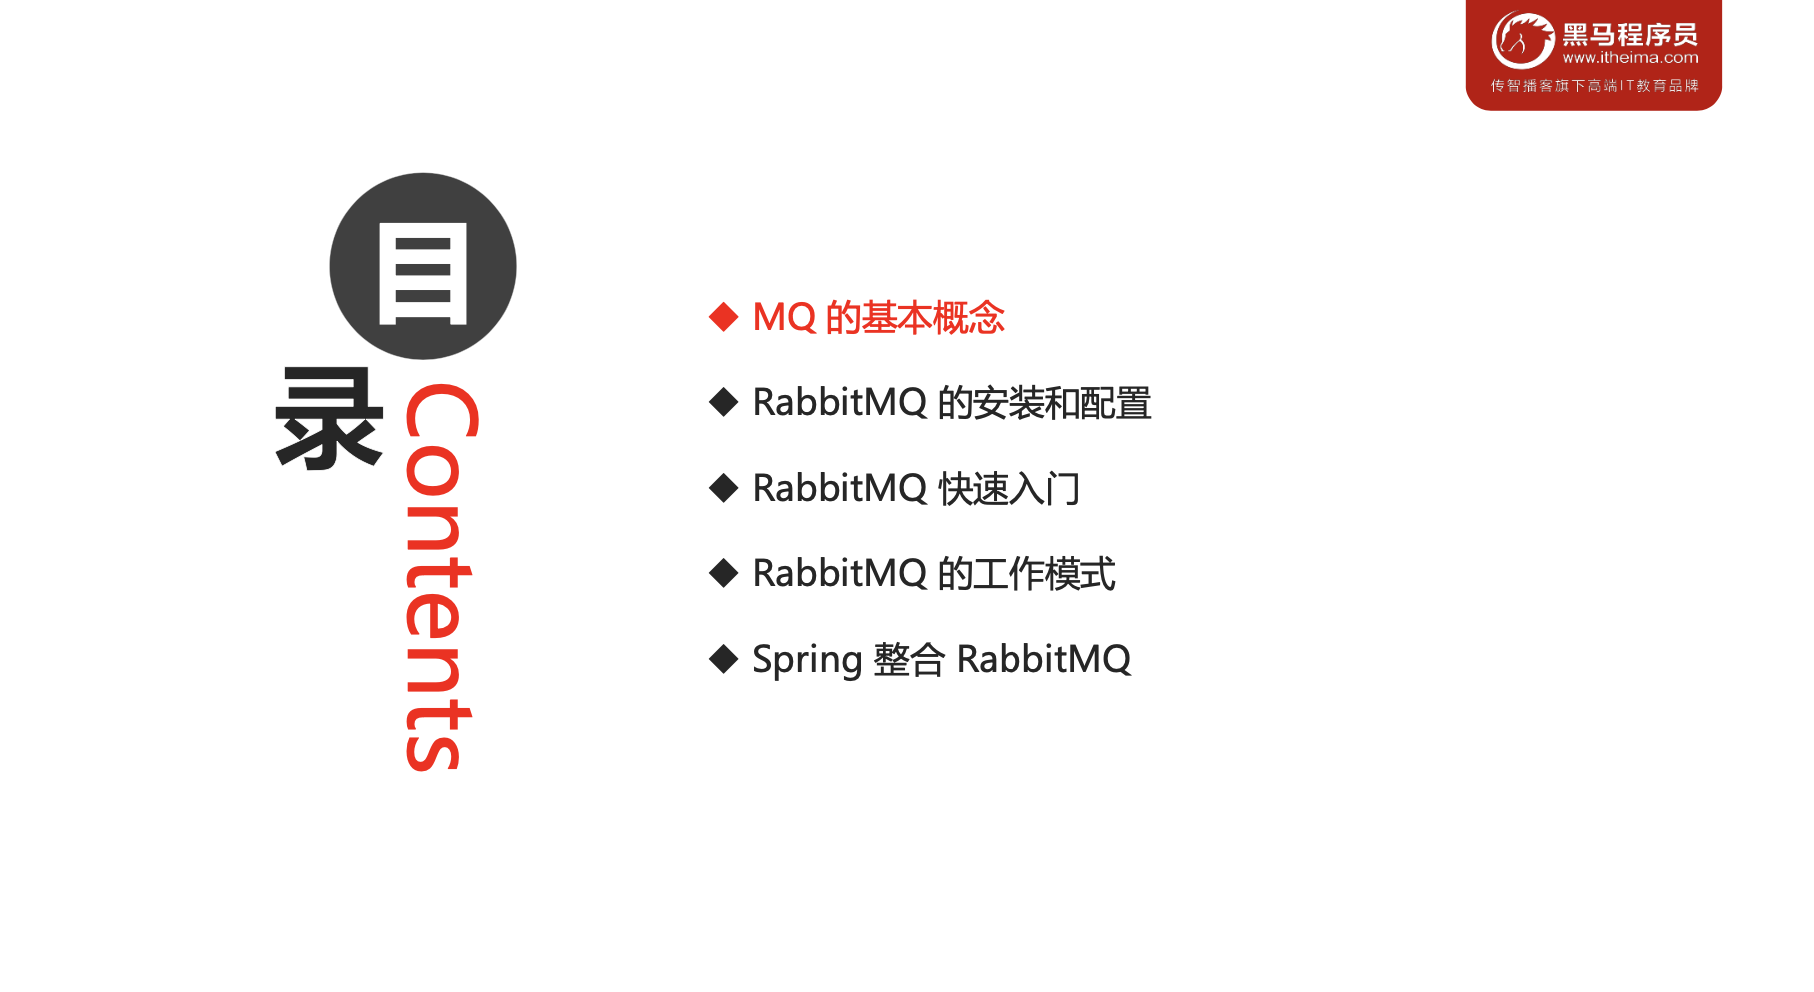 黑马程序员
www.itheima.com
传智播客旗下高端IT教育品牌
目
录
Contents
MQ 的基本概念
RabbitMQ 的安装和配置
RabbitMQ 快速入门
RabbitMQ 的工作模式
Spring 整合 RabbitMQ